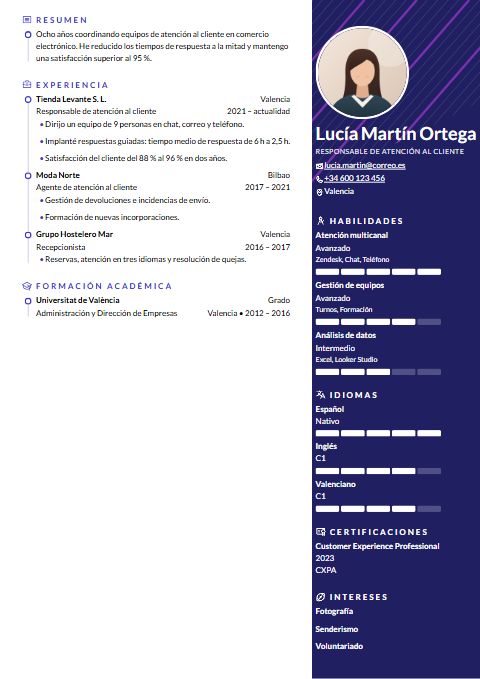 RESUMEN
Ocho años coordinando equipos de atención al cliente en comercio
electrónico. He reducido los tiempos de respuesta a la mitad y mantengo
una satisfacción superior al 95 %.
EXPERIENCIA
Tienda Levante S. L. Valencia
Responsable de atención al cliente 2021 – actualidad
• Dirijo un equipo de 9 personas en chat, correo y teléfono.
• Implanté respuestas guiadas: tiempo medio de respuesta de 6 h a 2,5 h.
• Satisfacción del cliente del 88 % al 96 % en dos años.
Moda Norte Bilbao
Agente de atención al cliente 2017 – 2021
• Gestión de devoluciones e incidencias de envío.
• Formación de nuevas incorporaciones.
Grupo Hostelero Mar Valencia
Recepcionista 2016 – 2017
• Reservas, atención en tres idiomas y resolución de quejas.
FORMACIÓN ACADÉMICA
Universitat de València Grado
Administración y Dirección de Empresas Valencia • 2012 – 2016
Lucía Martín Ortega
RESPONSABLE DE ATENCIÓN AL CLIENTE
lucia.martin@correo.es
+34 600 123 456
Valencia
HABILIDADES
Atención multicanal
Avanzado
Zendesk, Chat, Teléfono
Gestión de equipos
Avanzado
Turnos, Formación
Análisis de datos
Intermedio
Excel, Looker Studio
IDIOMAS
Español
Nativo
Inglés
C1
Valenciano
C1
CERTIFICACIONES
Customer Experience Professional
2023
CXPA
INTERESES
Fotografía
Senderismo
Voluntariado